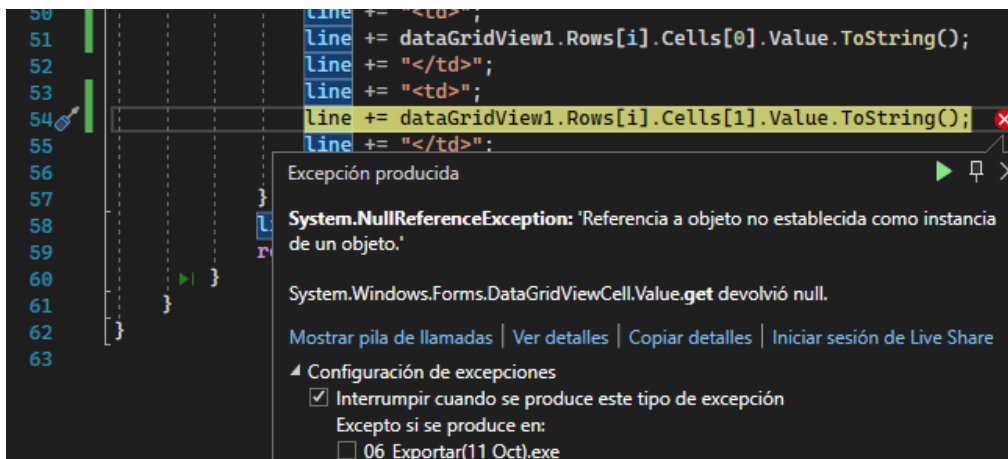 50 line += "<td>";
51 line += dataGridView1.Rows[i].Cells[0].Value.ToString();
52 line += "</td>";
53 line += "<td>";
54 line += dataGridView1.Rows[i].Cells[1].Value.ToString();
55 line += "</td>";
56
57 }
58
59
60 }
61 }
62 }
63
Excepción producida
System.NullReferenceException: 'Referencia a objeto no establecida como instancia
de un objeto.'
System.Windows.Forms.DataGridViewCell.Value.get devolvió null.
Mostrar pila de llamadas | Ver detalles | Copiar detalles | Iniciar sesión de Live Share
Configuración de excepciones
Interrumpir cuando se produce este tipo de excepción
Excepto si se produce en:
06_Exportar(11 Oct).exe